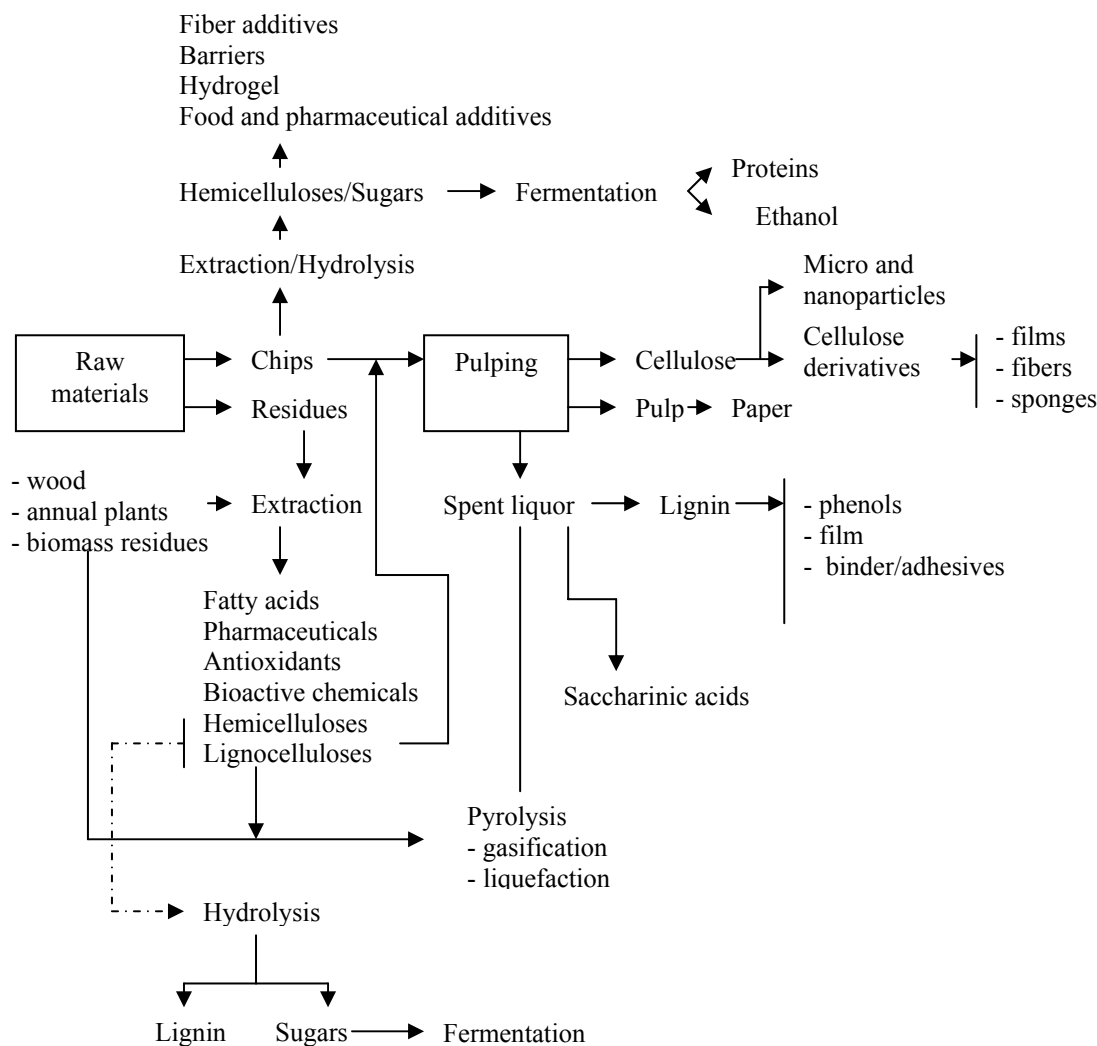 Fiber additives
Barriers
Hydrogel
Food and pharmaceutical additives
Hemicelluloses/Sugars
Fermentation
Proteins
Ethanol
Extraction/Hydrolysis
Micro and
nanoparticles
Raw
materials
Chips
Residues
Pulping
Cellulose
Cellulose
derivatives
- films
- fibers
- sponges
Pulp
Paper
- wood
- annual plants
- biomass residues
Extraction
Spent liquor
Lignin
- phenols
- film
- binder/adhesives
Fatty acids
Pharmaceuticals
Antioxidants
Bioactive chemicals
Hemicelluloses
Lignocelluloses
Saccharinic acids
Pyrolysis
- gasification
- liquefaction
Hydrolysis
Lignin
Sugars
Fermentation